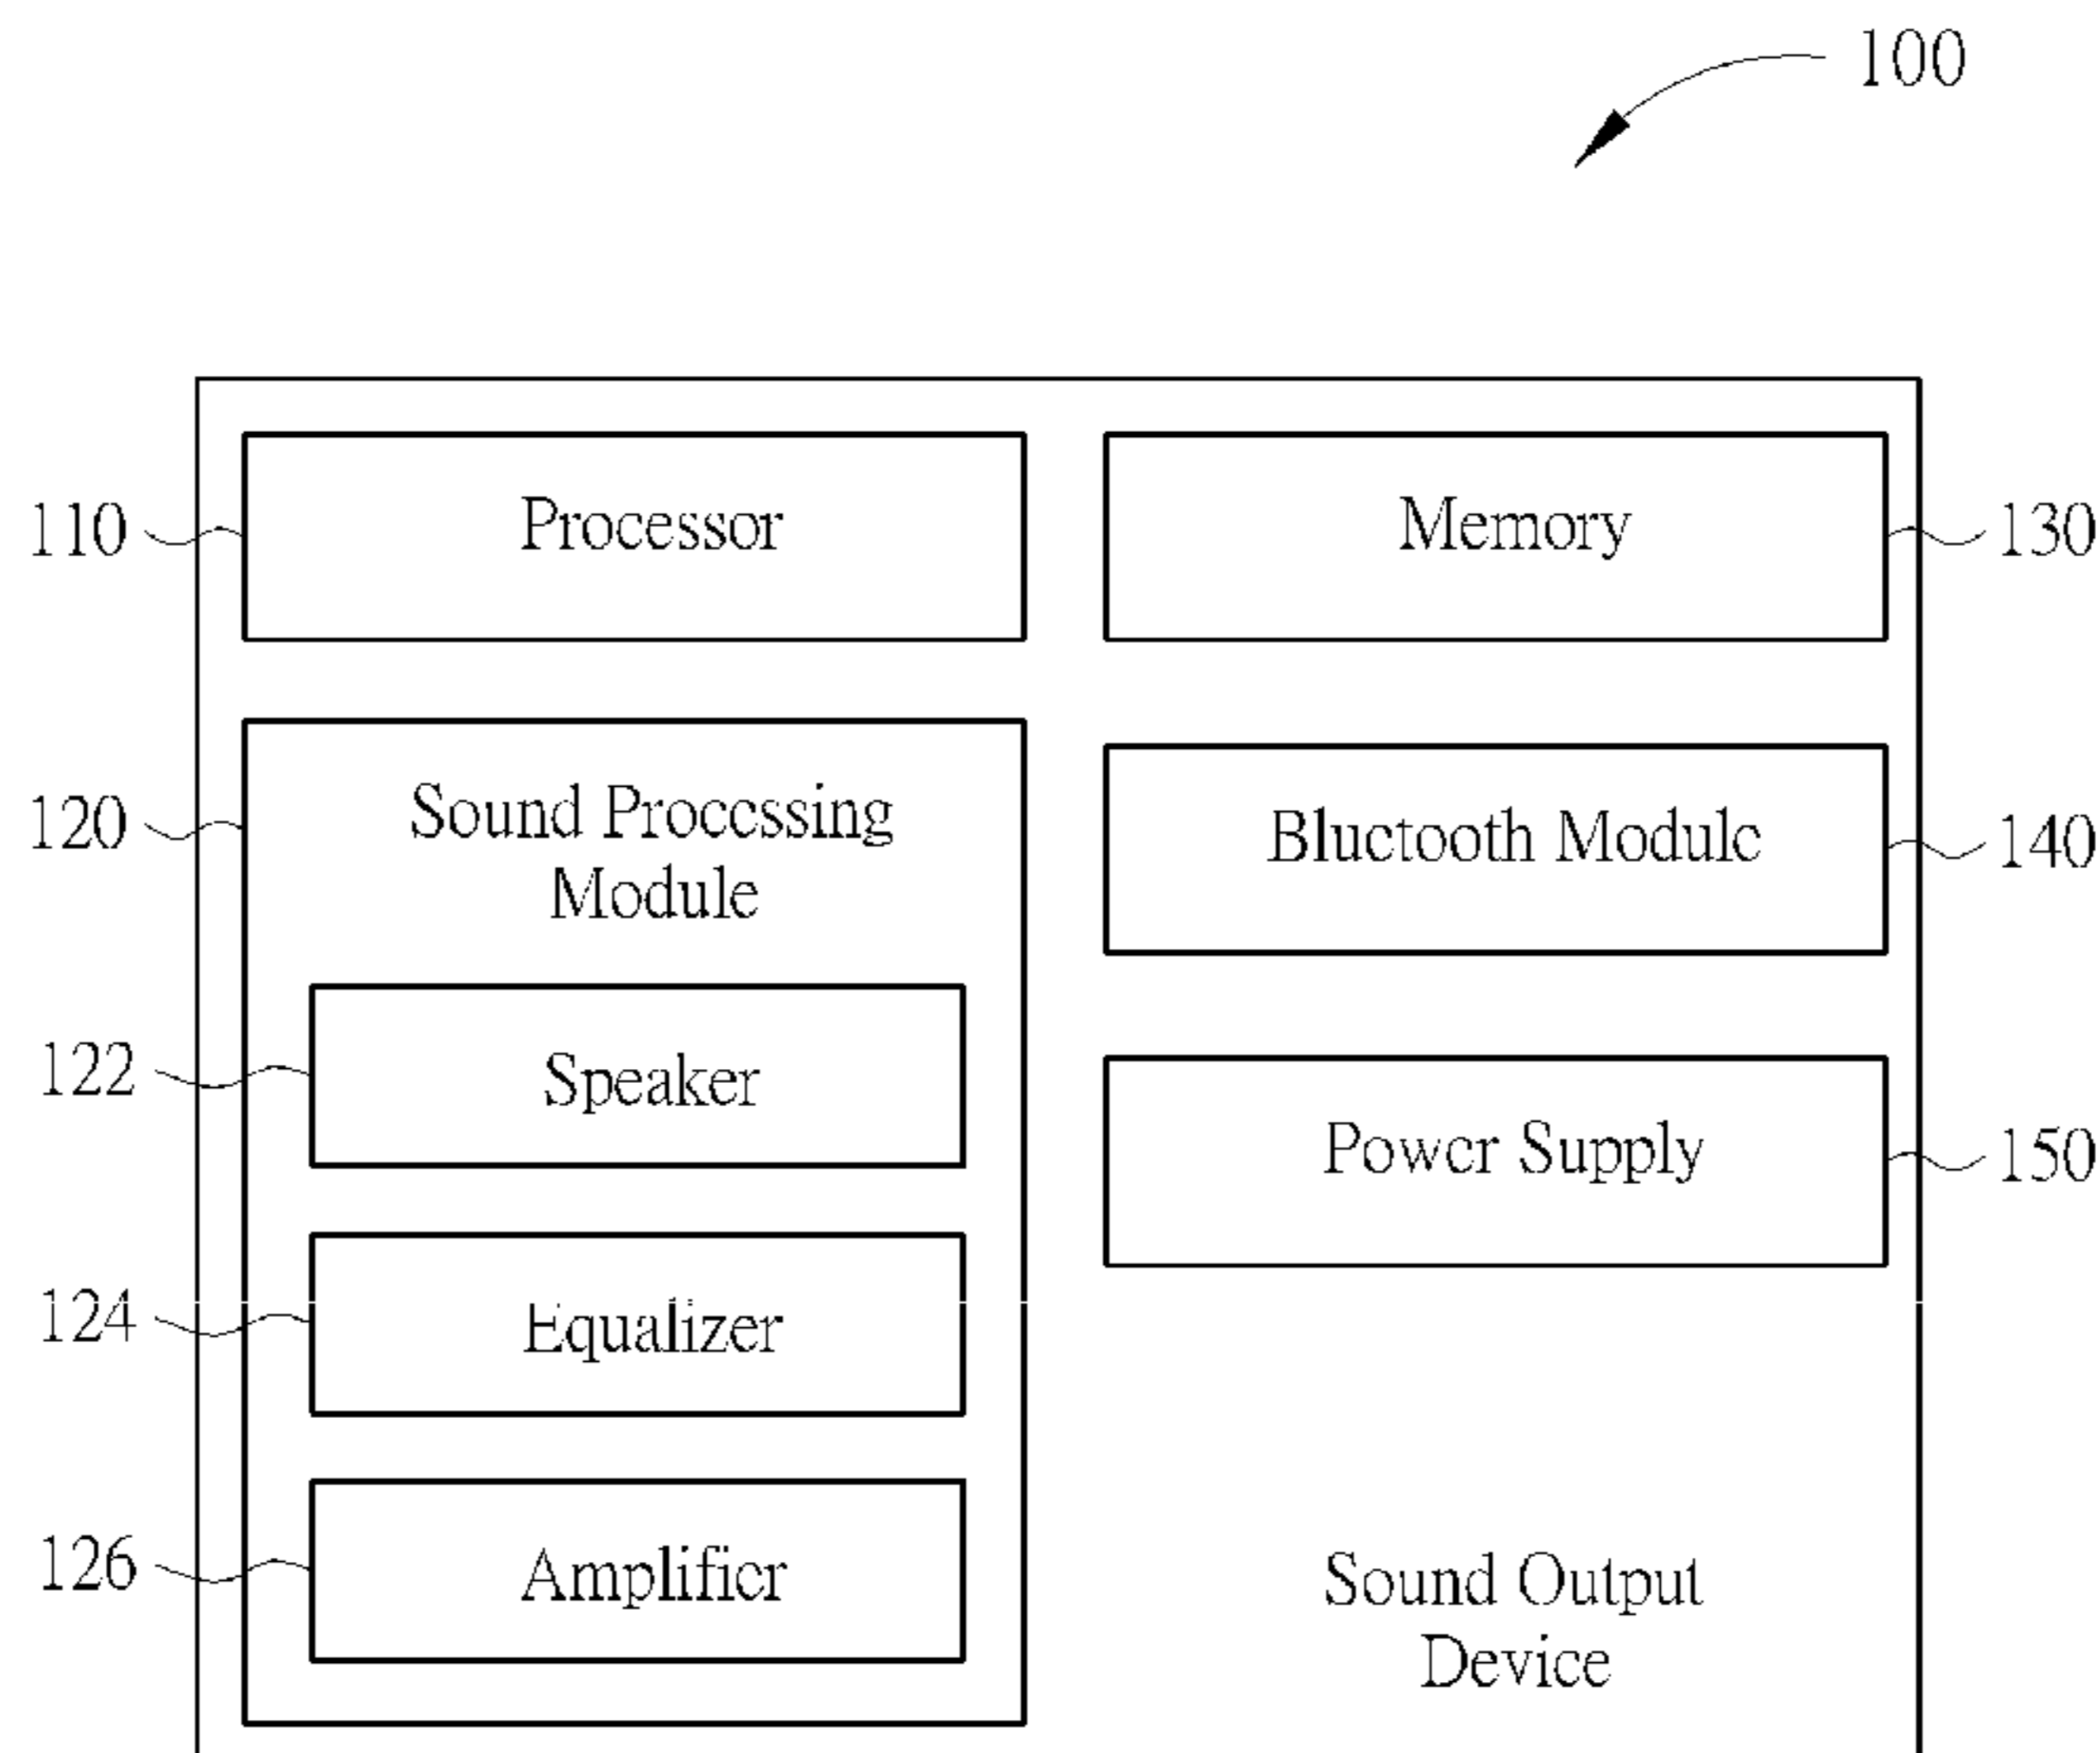 100
110
Processor
Memory
130
120
Sound Processing
Module
Bluetooth Module
140
122
Speaker
Power Supply
150
124
Equalizer
126
Amplifier
Sound Output
Device